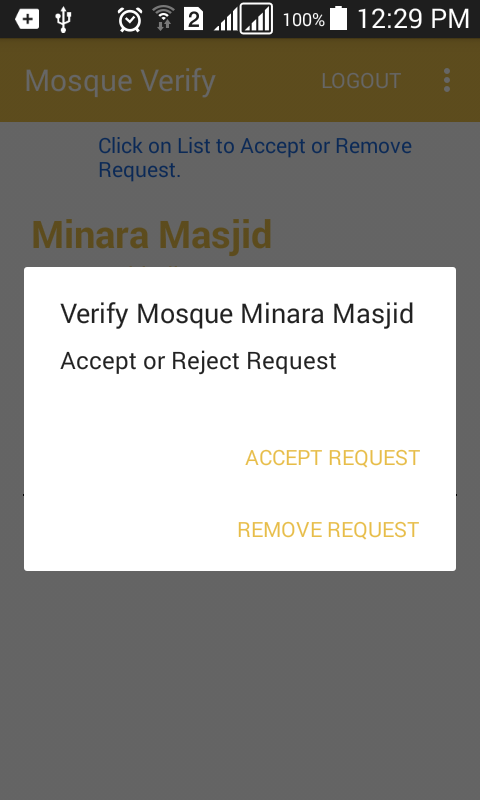 2 100% 12:29 PM
Mosque Verify LOGOUT
Click on List to Accept or Remove
Request.
Minara Masjid
Verify Mosque Minara Masjid
Accept or Reject Request
ACCEPT REQUEST
REMOVE REQUEST